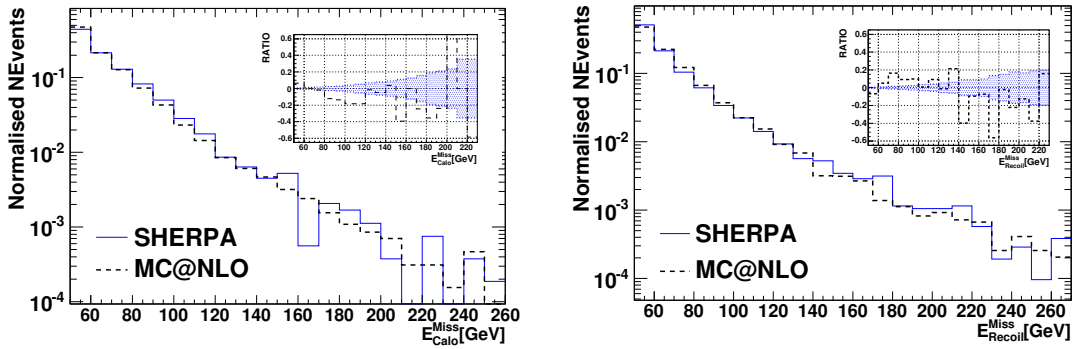 Normalised NEvents
10⁻¹
10⁻²
10⁻³
10⁻⁴
60 80 100 120 140 160 180 200 220 240 260
E^Miss_Calo[GeV]
SHERPA
MC@NLO
RATIO
0.6
0.4
0.2
0
-0.2
-0.4
-0.6
60 80 100 120 140 160 180 200 220
E^Miss_Calo[GeV]
Normalised NEvents
10⁻¹
10⁻²
10⁻³
10⁻⁴
60 80 100 120 140 160 180 200 220 240 260
E^Miss_Recoil[GeV]
SHERPA
MC@NLO
RATIO
0.6
0.4
0.2
0
-0.2
-0.4
-0.6
60 80 100 120 140 160 180 200 220
E^Miss_Recoil[GeV]